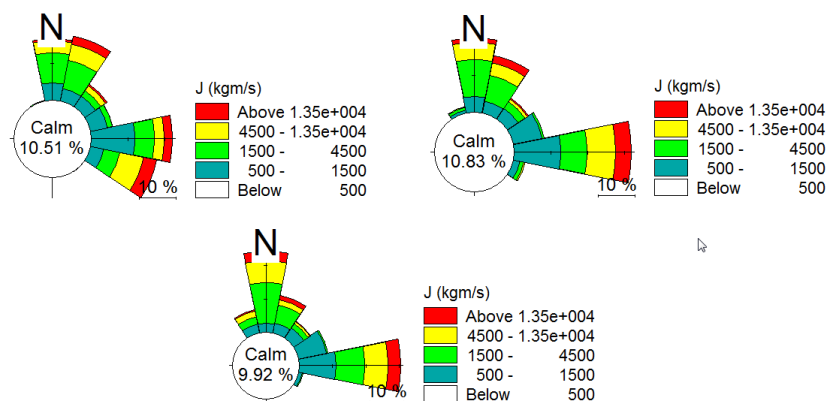 N
Calm
10.51 %
10 %
J (kgm/s)
Above 1.35e+004
4500 - 1.35e+004
1500 - 4500
500 - 1500
Below 500
N
Calm
10.83 %
10 %
J (kgm/s)
Above 1.35e+004
4500 - 1.35e+004
1500 - 4500
500 - 1500
Below 500
N
Calm
9.92 %
10 %
J (kgm/s)
Above 1.35e+004
4500 - 1.35e+004
1500 - 4500
500 - 1500
Below 500